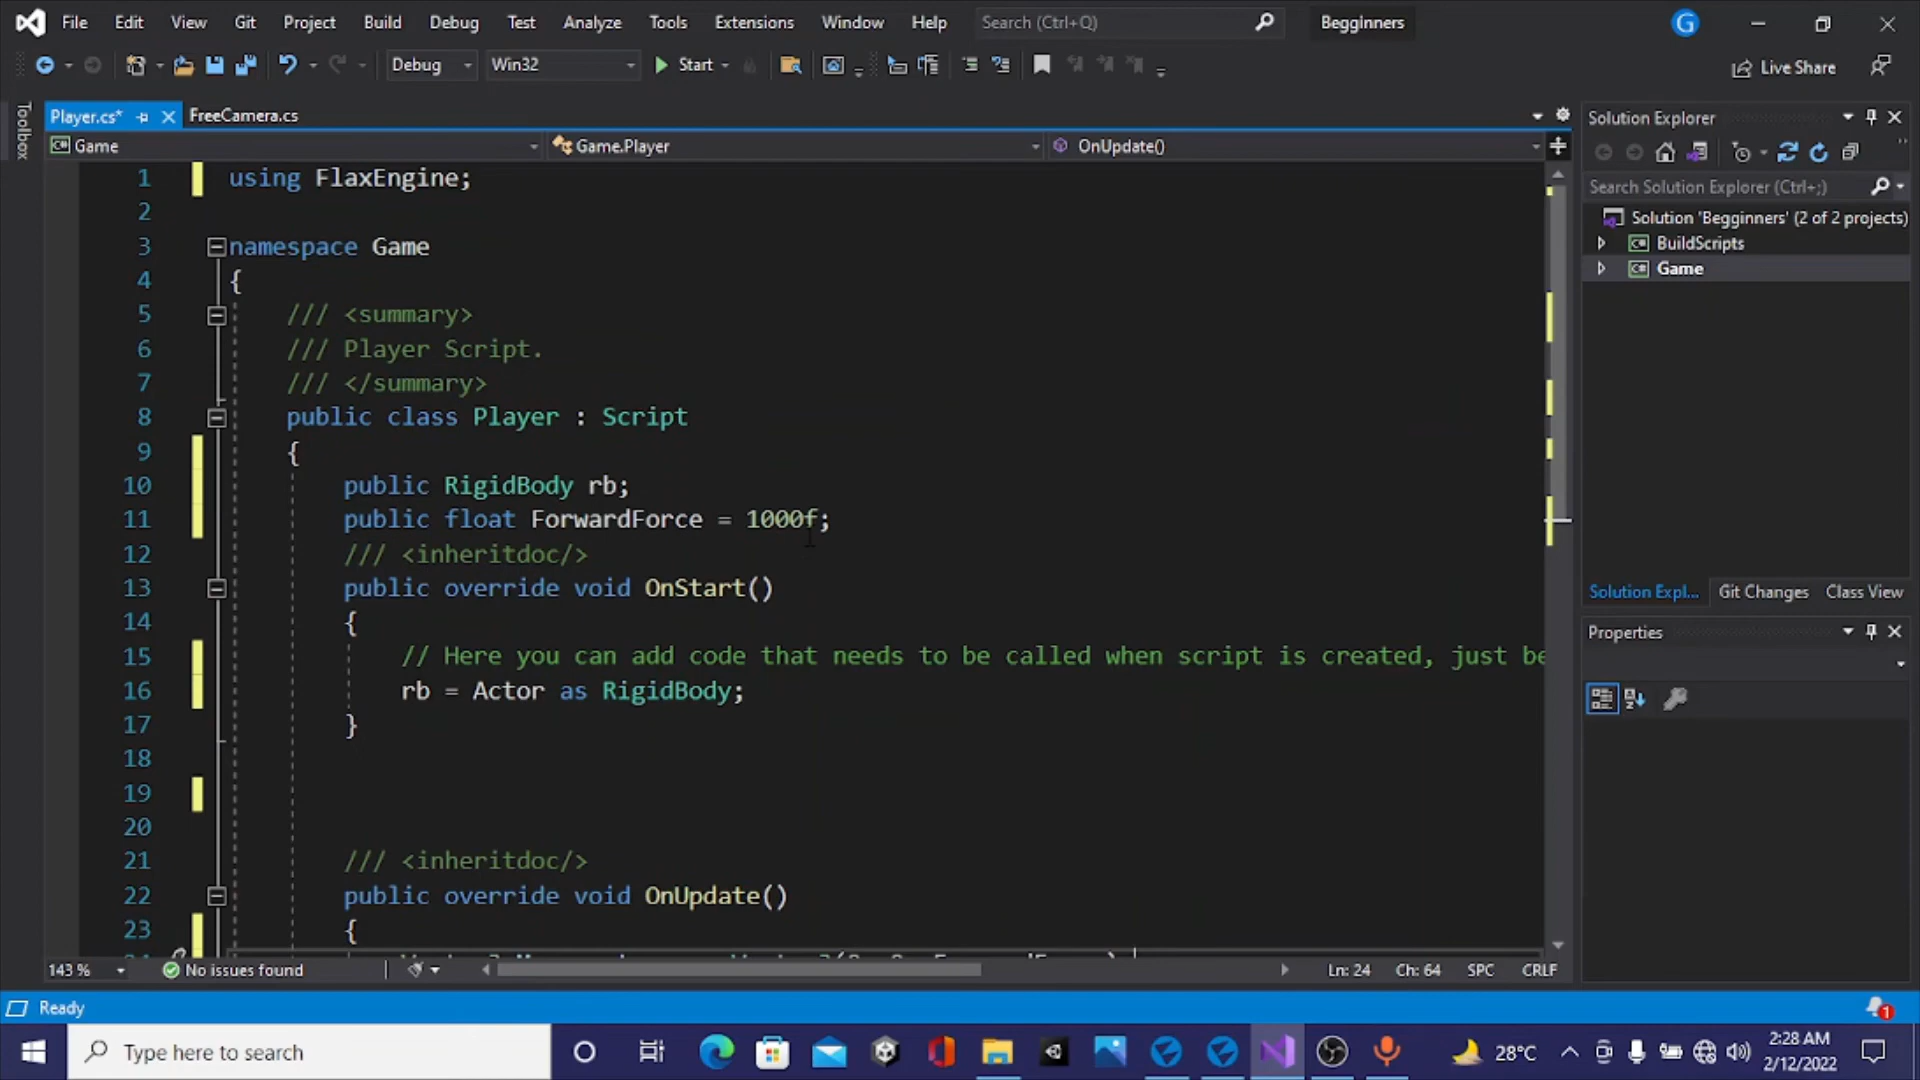 File Edit View Git Project Build Debug Test Analyze Tools Extensions Window Help Search (Ctrl+Q) Begginners G
Debug Win32 Start Live Share
Toolbox
Player.cs* FreeCamera.cs
Game Game.Player OnUpdate()
1 using FlaxEngine;
2
3 namespace Game
4 {
5 /// <summary>
6 /// Player Script.
7 /// </summary>
8 public class Player : Script
9 {
10 public RigidBody rb;
11 public float ForwardForce = 1000f;
12 /// <inheritdoc/>
13 public override void OnStart()
14 {
15 // Here you can add code that needs to be called when script is created, just be
16 rb = Actor as RigidBody;
17 }
18
19
20
21 /// <inheritdoc/>
22 public override void OnUpdate()
23 {
143 % No issues found Ln: 24 Ch: 64 SPC CRLF
Solution Explorer
Search Solution Explorer (Ctrl+;)
Solution 'Begginners' (2 of 2 projects)
BuildScripts
Game
Solution Expl... Git Changes Class View
Properties
Ready 1
Type here to search 28°C 2:28 AM
2/12/2022